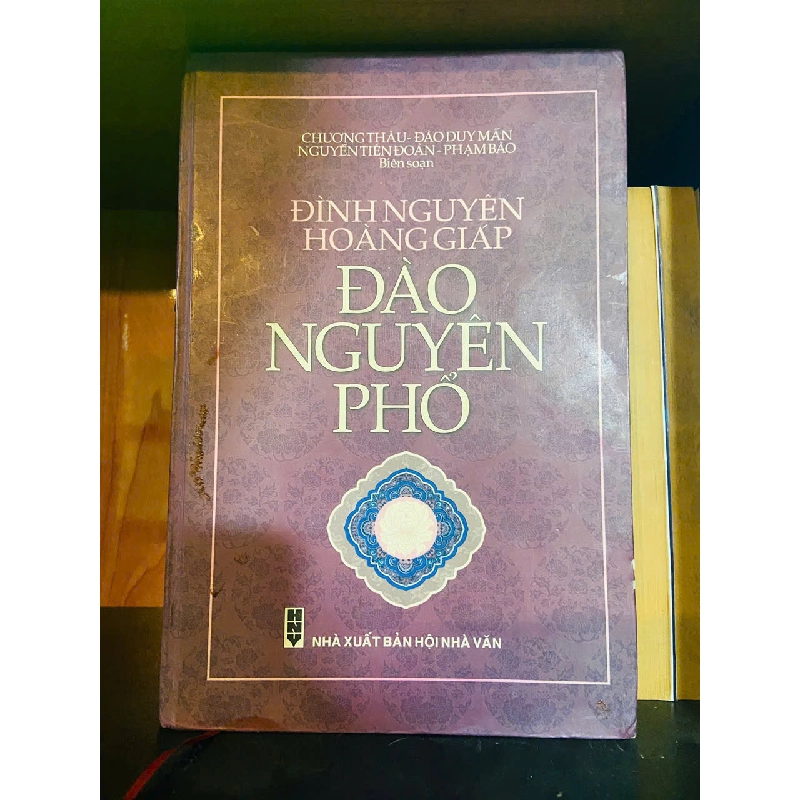 CHƯƠNG THÂU - ĐÀO DUY MẪN
NGUYỄN TIẾN ĐOÀN - PHẠM BẢO
Biên soạn
ĐÌNH NGUYÊN
HOÀNG GIÁP
ĐÀO
NGUYÊN
PHỔ
HNV
NHÀ XUẤT BẢN HỘI NHÀ VĂN